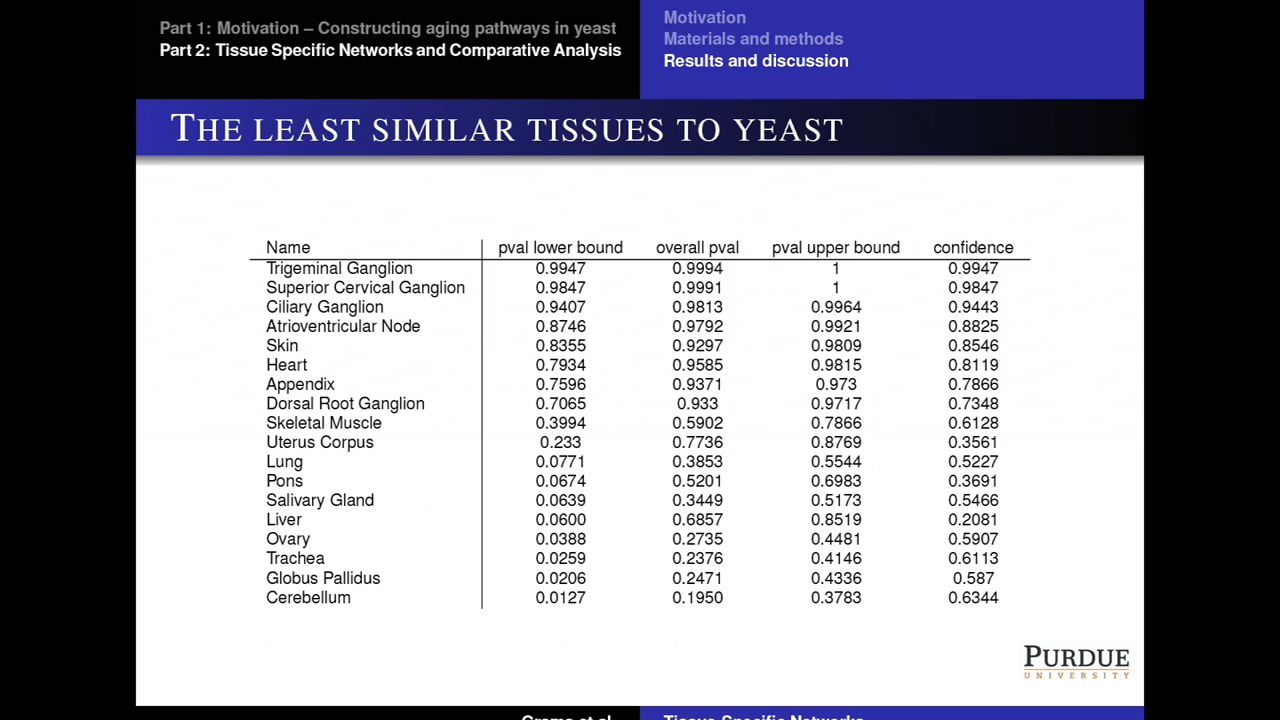 Part 1: Motivation – Constructing aging pathways in yeast
Part 2: Tissue Specific Networks and Comparative Analysis
Motivation
Materials and methods
Results and discussion
THE LEAST SIMILAR TISSUES TO YEAST
Name pval lower bound overall pval pval upper bound confidence
Trigeminal Ganglion 0.9947 0.9994 1 0.9947
Superior Cervical Ganglion 0.9847 0.9991 1 0.9847
Ciliary Ganglion 0.9407 0.9813 0.9964 0.9443
Atrioventricular Node 0.8746 0.9792 0.9921 0.8825
Skin 0.8355 0.9297 0.9809 0.8546
Heart 0.7934 0.9585 0.9815 0.8119
Appendix 0.7596 0.9371 0.973 0.7866
Dorsal Root Ganglion 0.7065 0.933 0.9717 0.7348
Skeletal Muscle 0.3994 0.5902 0.7866 0.6128
Uterus Corpus 0.233 0.7736 0.8769 0.3561
Lung 0.0771 0.3853 0.5544 0.5227
Pons 0.0674 0.5201 0.6983 0.3691
Salivary Gland 0.0639 0.3449 0.5173 0.5466
Liver 0.0600 0.6857 0.8519 0.2081
Ovary 0.0388 0.2735 0.4481 0.5907
Trachea 0.0259 0.2376 0.4146 0.6113
Globus Pallidus 0.0206 0.2471 0.4336 0.587
Cerebellum 0.0127 0.1950 0.3783 0.6344
PURDUE
UNIVERSITY
Grama et al.
Tissue Specific Networks